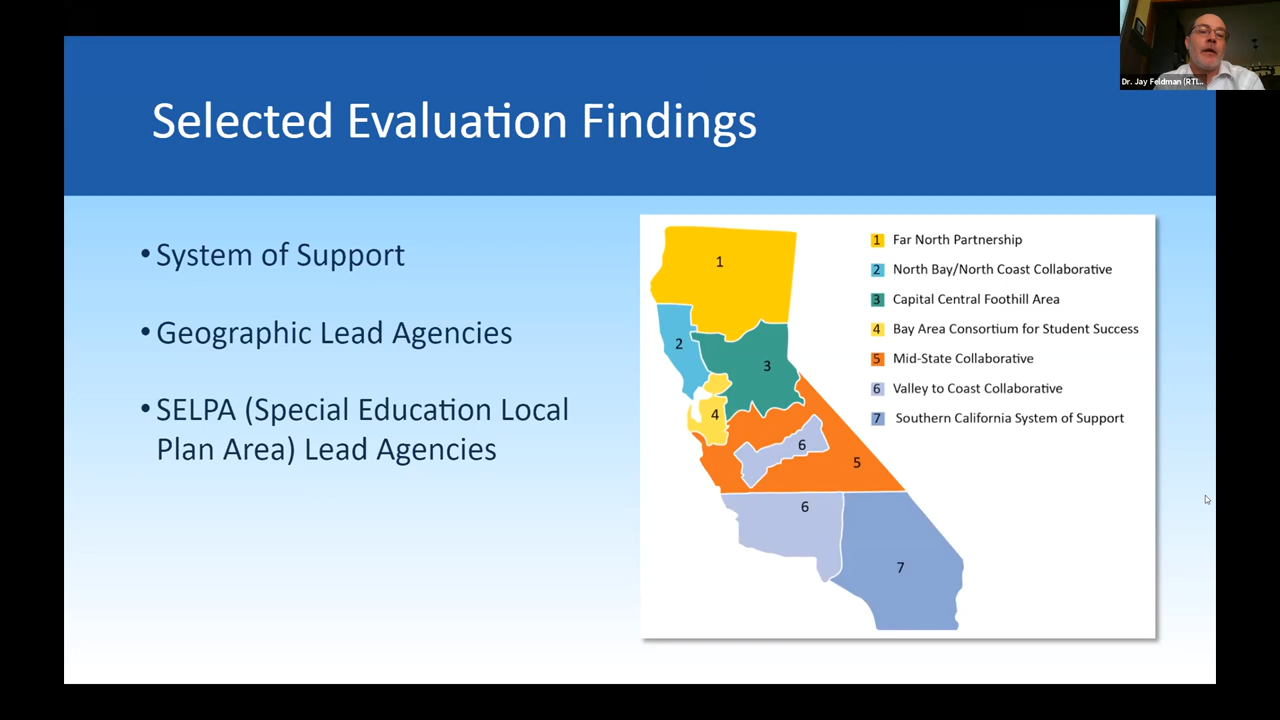 Dr. Jay Feldman (RTI...
Selected Evaluation Findings
• System of Support
• Geographic Lead Agencies
• SELPA (Special Education Local
Plan Area) Lead Agencies
1
2
3
4
5
6
6
7
1 Far North Partnership
2 North Bay/North Coast Collaborative
3 Capital Central Foothill Area
4 Bay Area Consortium for Student Success
5 Mid-State Collaborative
6 Valley to Coast Collaborative
7 Southern California System of Support